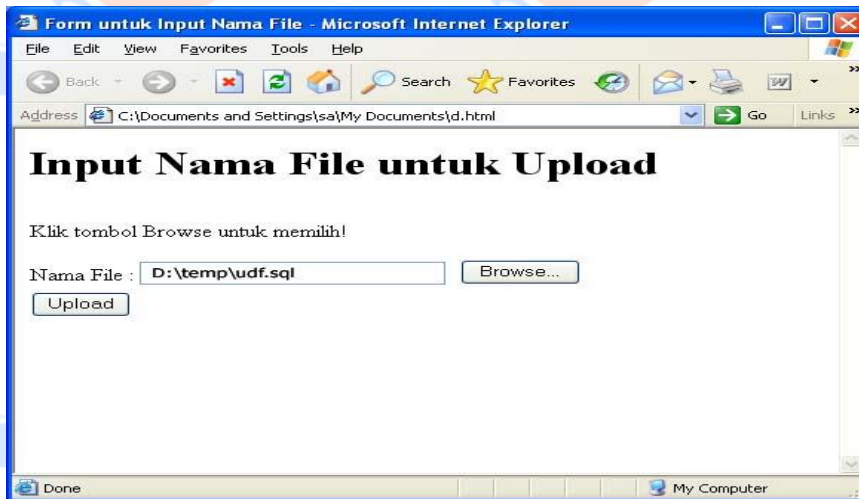 Form untuk Input Nama File - Microsoft Internet Explorer
File Edit View Favorites Tools Help
Back Search Favorites
Address C:\Documents and Settings\sa\My Documents\d.html Go Links »
Input Nama File untuk Upload
Klik tombol Browse untuk memilih!
Nama File : D:\temp\udf.sql Browse...
Upload
Done My Computer